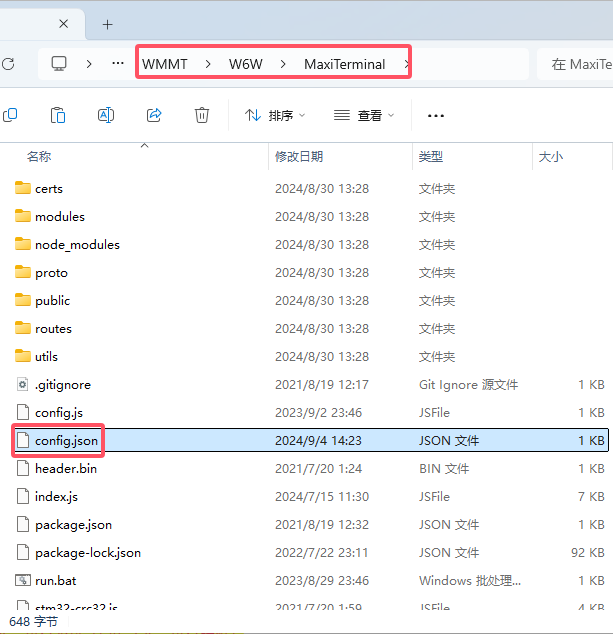 WMMT W6W MaxiTerminal 在 MaxiTe
排序 查看
名称 修改日期 类型 大小
certs 2024/8/30 13:28 文件夹
modules 2024/8/30 13:28 文件夹
node_modules 2024/8/30 13:28 文件夹
proto 2024/8/30 13:28 文件夹
public 2024/8/30 13:28 文件夹
routes 2024/8/30 13:28 文件夹
utils 2024/8/30 13:28 文件夹
.gitignore 2021/8/19 12:17 Git Ignore 源文件 1 KB
config.js 2023/9/2 23:46 JSFile 1 KB
config.json 2024/9/4 14:23 JSON 文件 1 KB
header.bin 2021/7/20 1:24 BIN 文件 1 KB
index.js 2024/7/15 11:30 JSFile 7 KB
package.json 2021/8/19 12:32 JSON 文件 1 KB
package-lock.json 2022/7/22 23:11 JSON 文件 92 KB
run.bat 2023/8/29 23:46 Windows 批处理... 1 KB
stm32-crc32.js 2021/7/20 1:59 JSFile 4 KB
648 字节